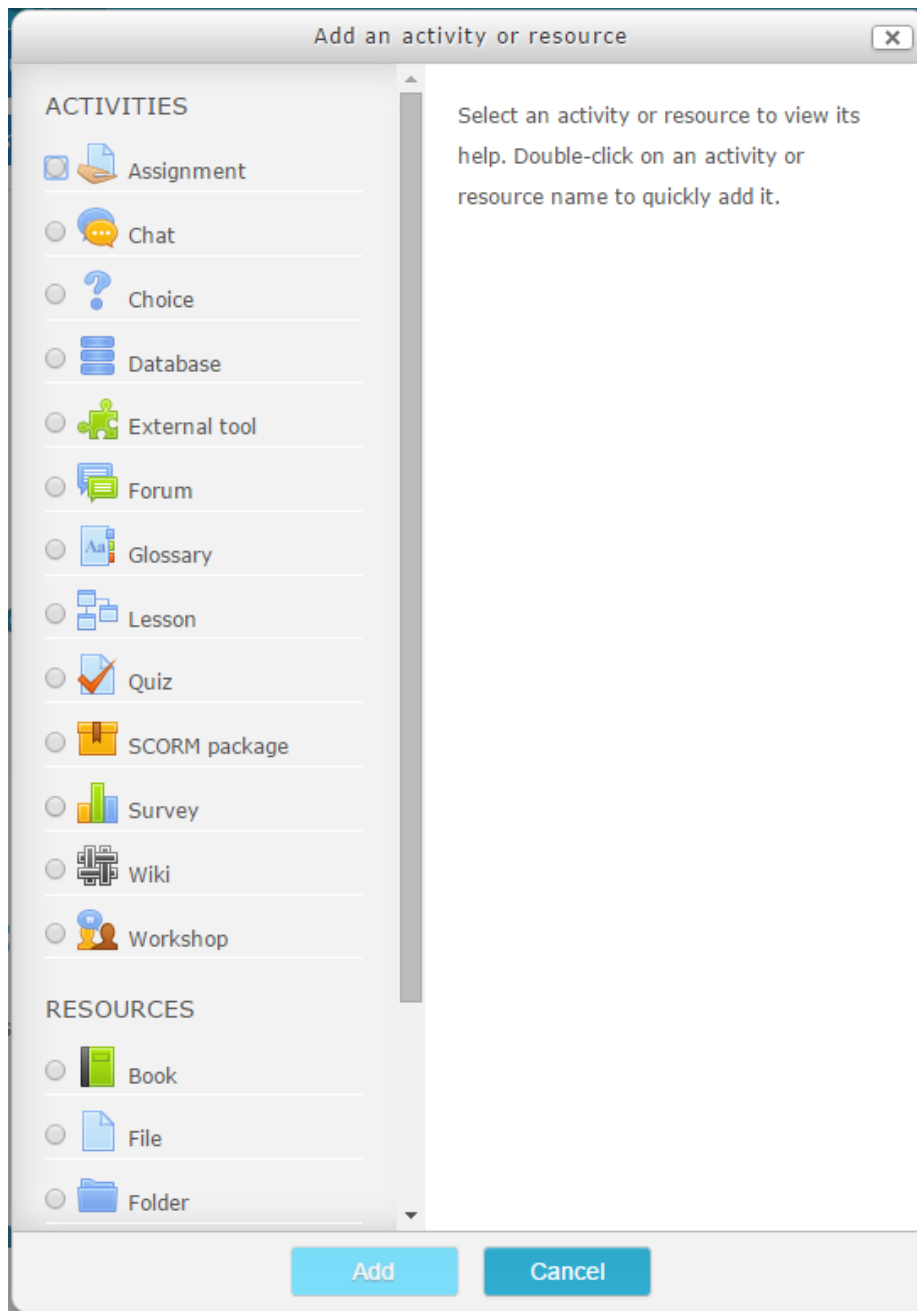 Add an activity or resource
ACTIVITIES
Assignment
Chat
Choice
Database
External tool
Forum
Aa
Glossary
Lesson
Quiz
SCORM package
Survey
Wiki
Workshop
RESOURCES
Book
File
Folder
Select an activity or resource to view its
help. Double-click on an activity or
resource name to quickly add it.
Add
Cancel